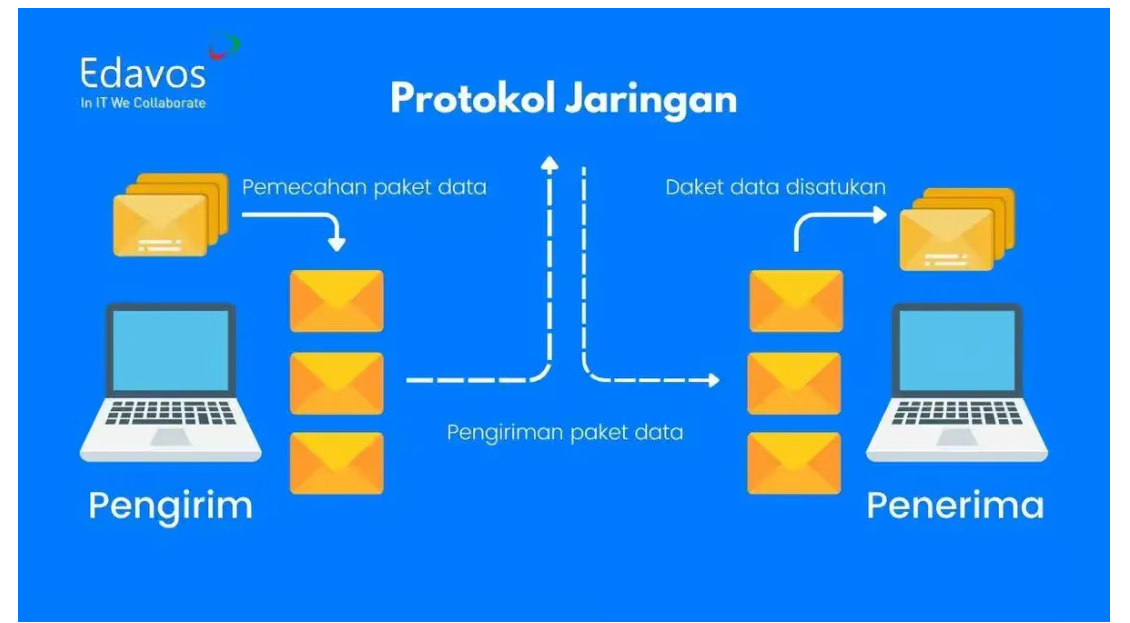 Edavos
In IT We Collaborate
Protokol Jaringan
Pemecahan paket data
Daket data disatukan
Pengiriman paket data
Pengirim
Penerima